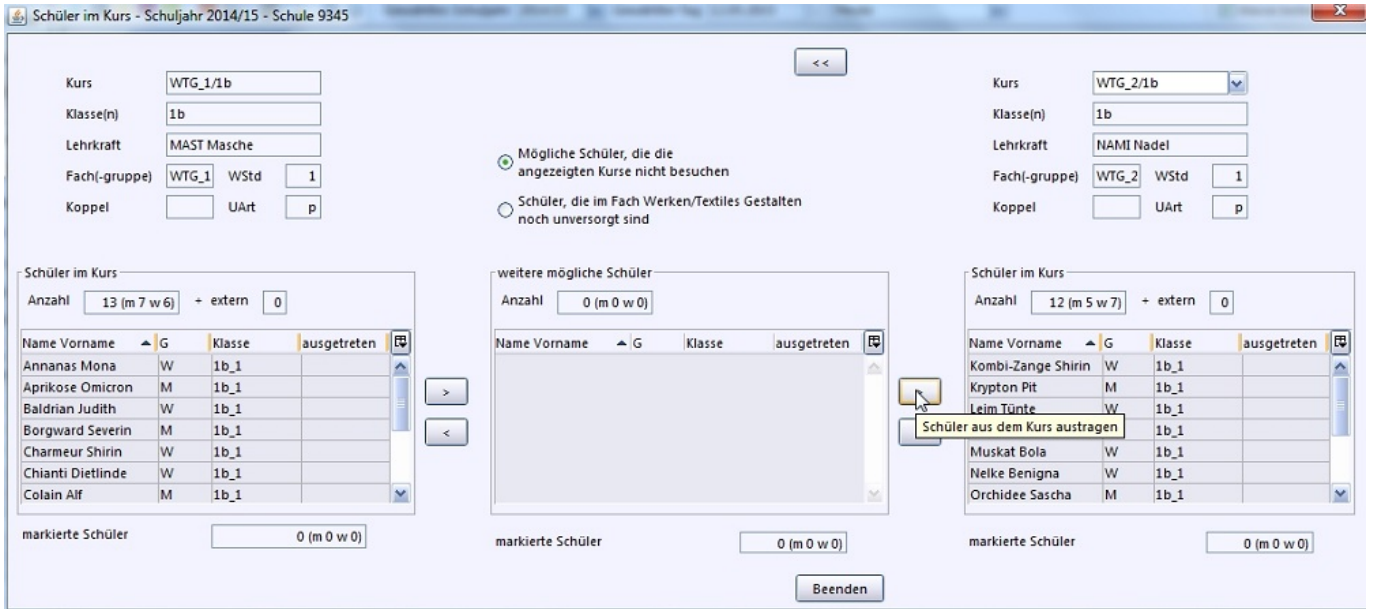 Schüler im Kurs - Schuljahr 2014/15 - Schule 9345
x
<<
Kurs WTG_1/1b
Klasse(n) 1b
Lehrkraft MAST Masche
Fach(-gruppe) WTG_1 WStd 1
Koppel UArt p
Mögliche Schüler, die die
angezeigten Kurse nicht besuchen
Schüler, die im Fach Werken/Textiles Gestalten
noch unversorgt sind
Kurs WTG_2/1b
Klasse(n) 1b
Lehrkraft NAMI Nadel
Fach(-gruppe) WTG_2 WStd 1
Koppel UArt p
Schüler im Kurs
Anzahl 13 (m 7 w 6) + extern 0
Name Vorname G Klasse ausgetreten
Annanas Mona W 1b_1
Aprikose Omicron M 1b_1
Baldrian Judith W 1b_1
Borgward Severin M 1b_1
Charmeur Shirin W 1b_1
Chianti Dietlinde W 1b_1
Colain Alf M 1b_1
markierte Schüler 0 (m 0 w 0)
>
<
weitere mögliche Schüler
Anzahl 0 (m 0 w 0)
Name Vorname G Klasse ausgetreten
markierte Schüler 0 (m 0 w 0)
Schüler aus dem Kurs austragen
Schüler im Kurs
Anzahl 12 (m 5 w 7) + extern 0
Name Vorname G Klasse ausgetreten
Kombi-Zange Shirin W 1b_1
Krypton Pit M 1b_1
Leim Tünte W 1b_1
1b_1
Muskat Bola W 1b_1
Nelke Benigna W 1b_1
Orchidee Sascha M 1b_1
markierte Schüler 0 (m 0 w 0)
Beenden